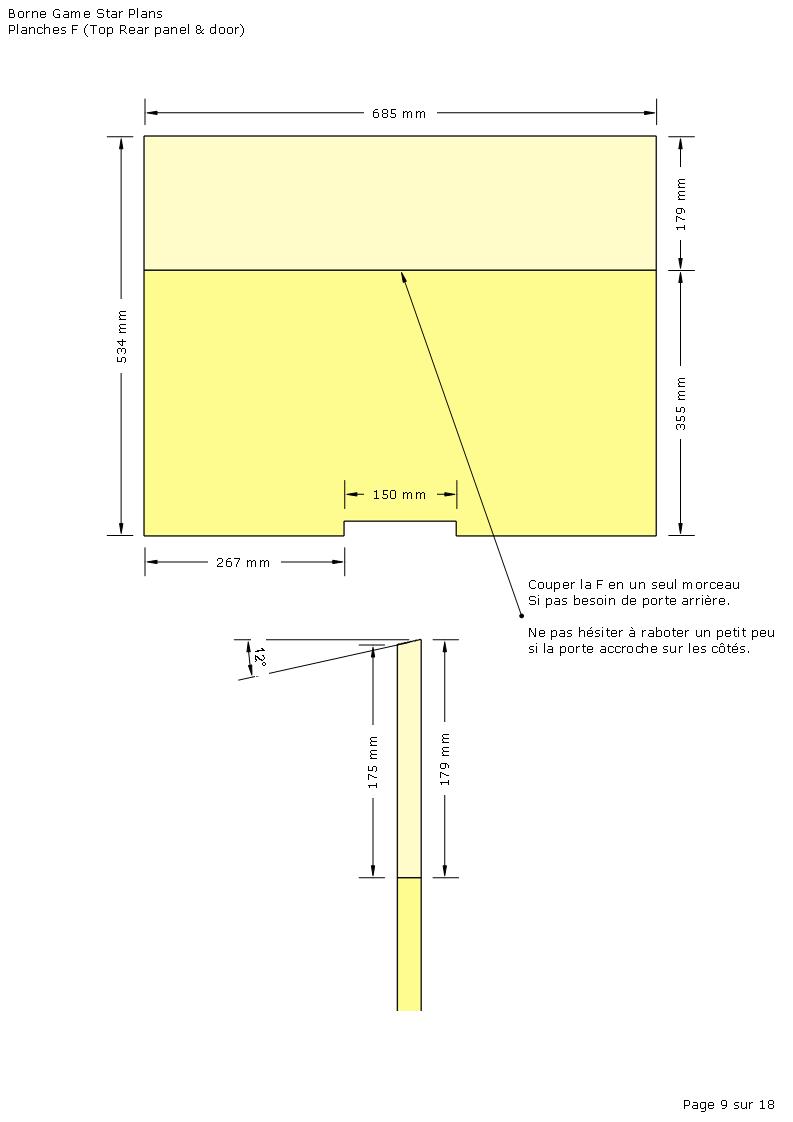 Borne Game Star Plans
Planches F (Top Rear panel & door)
685 mm
179 mm
534 mm
355 mm
150 mm
267 mm
Couper la F en un seul morceau
Si pas besoin de porte arrière.
Ne pas hésiter à raboter un petit peu
si la porte accroche sur les côtés.
12°
175 mm
179 mm
Page 9 sur 18